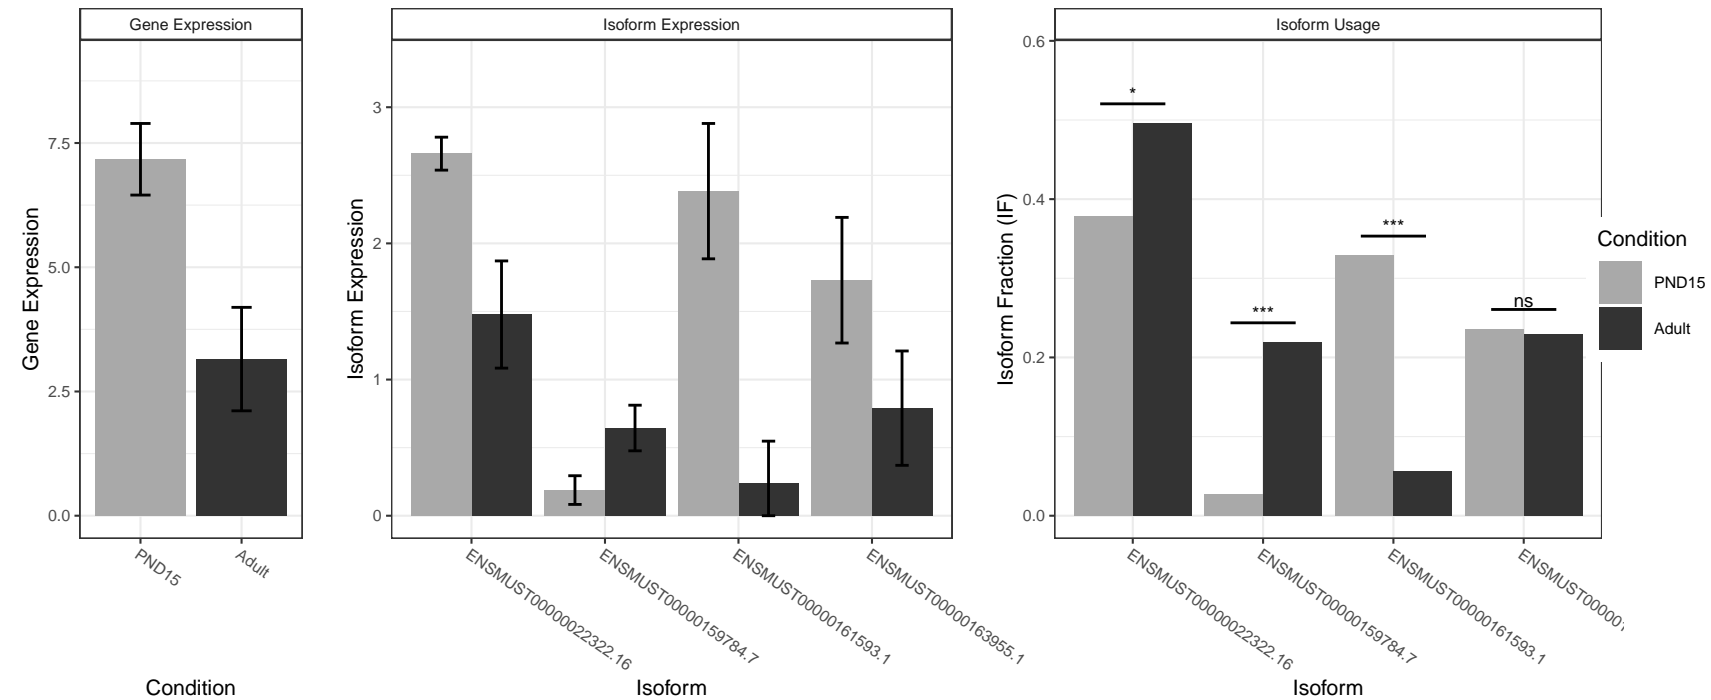 Gene Expression
Gene Expression
7.5
5.0
2.5
0.0
PND15
Adult
Condition
Isoform Expression
Isoform Expression
3
2
1
0
ENSMUST00000022322.16
ENSMUST00000159784.7
ENSMUST00000161593.1
ENSMUST00000163955.1
Isoform
Isoform Usage
Isoform Fraction (IF)
0.6
0.4
0.2
0.0
*
***
***
ns
ENSMUST00000022322.16
ENSMUST00000159784.7
ENSMUST00000161593.1
ENSMUST00000
Isoform
Condition
PND15
Adult